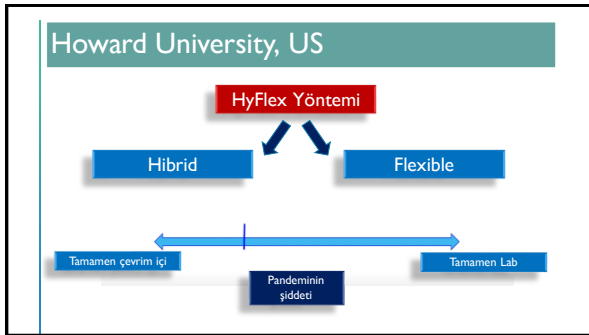 Howard University, US
HyFlex Yöntemi
Hibrid
Flexible
Tamamen çevrim içi
Tamamen Lab
Pandeminin
şiddeti